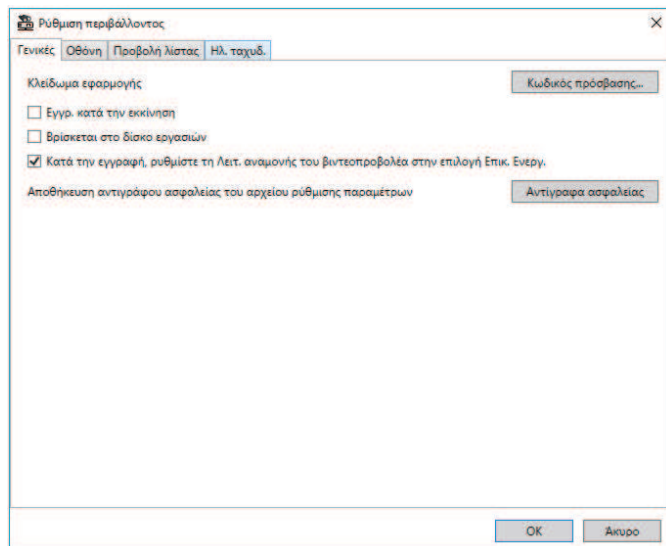 Ρύθμιση περιβάλλοντος
Γενικές Οθόνη Προβολή λίστας Ηλ. ταχυδ.
Κλείδωμα εφαρμογής Κωδικός πρόσβασης...
Εγγρ. κατά την εκκίνηση
Βρίσκεται στο δίσκο εργασιών
Κατά την εγγραφή, ρυθμίστε τη Λειτ. αναμονής του βιντεοπροβολέα στην επιλογή Επικ. Ενεργ.
Αποθήκευση αντιγράφου ασφαλείας του αρχείου ρύθμισης παραμέτρων Αντίγραφα ασφαλείας
OK Άκυρο